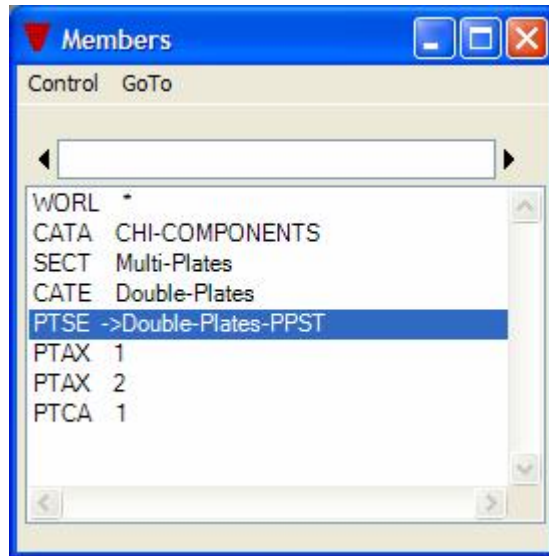 Members
Control GoTo
WORL *
CATA CHI-COMPONENTS
SECT Multi-Plates
CATE Double-Plates
PTSE ->Double-Plates-PPST
PTAX 1
PTAX 2
PTCA 1